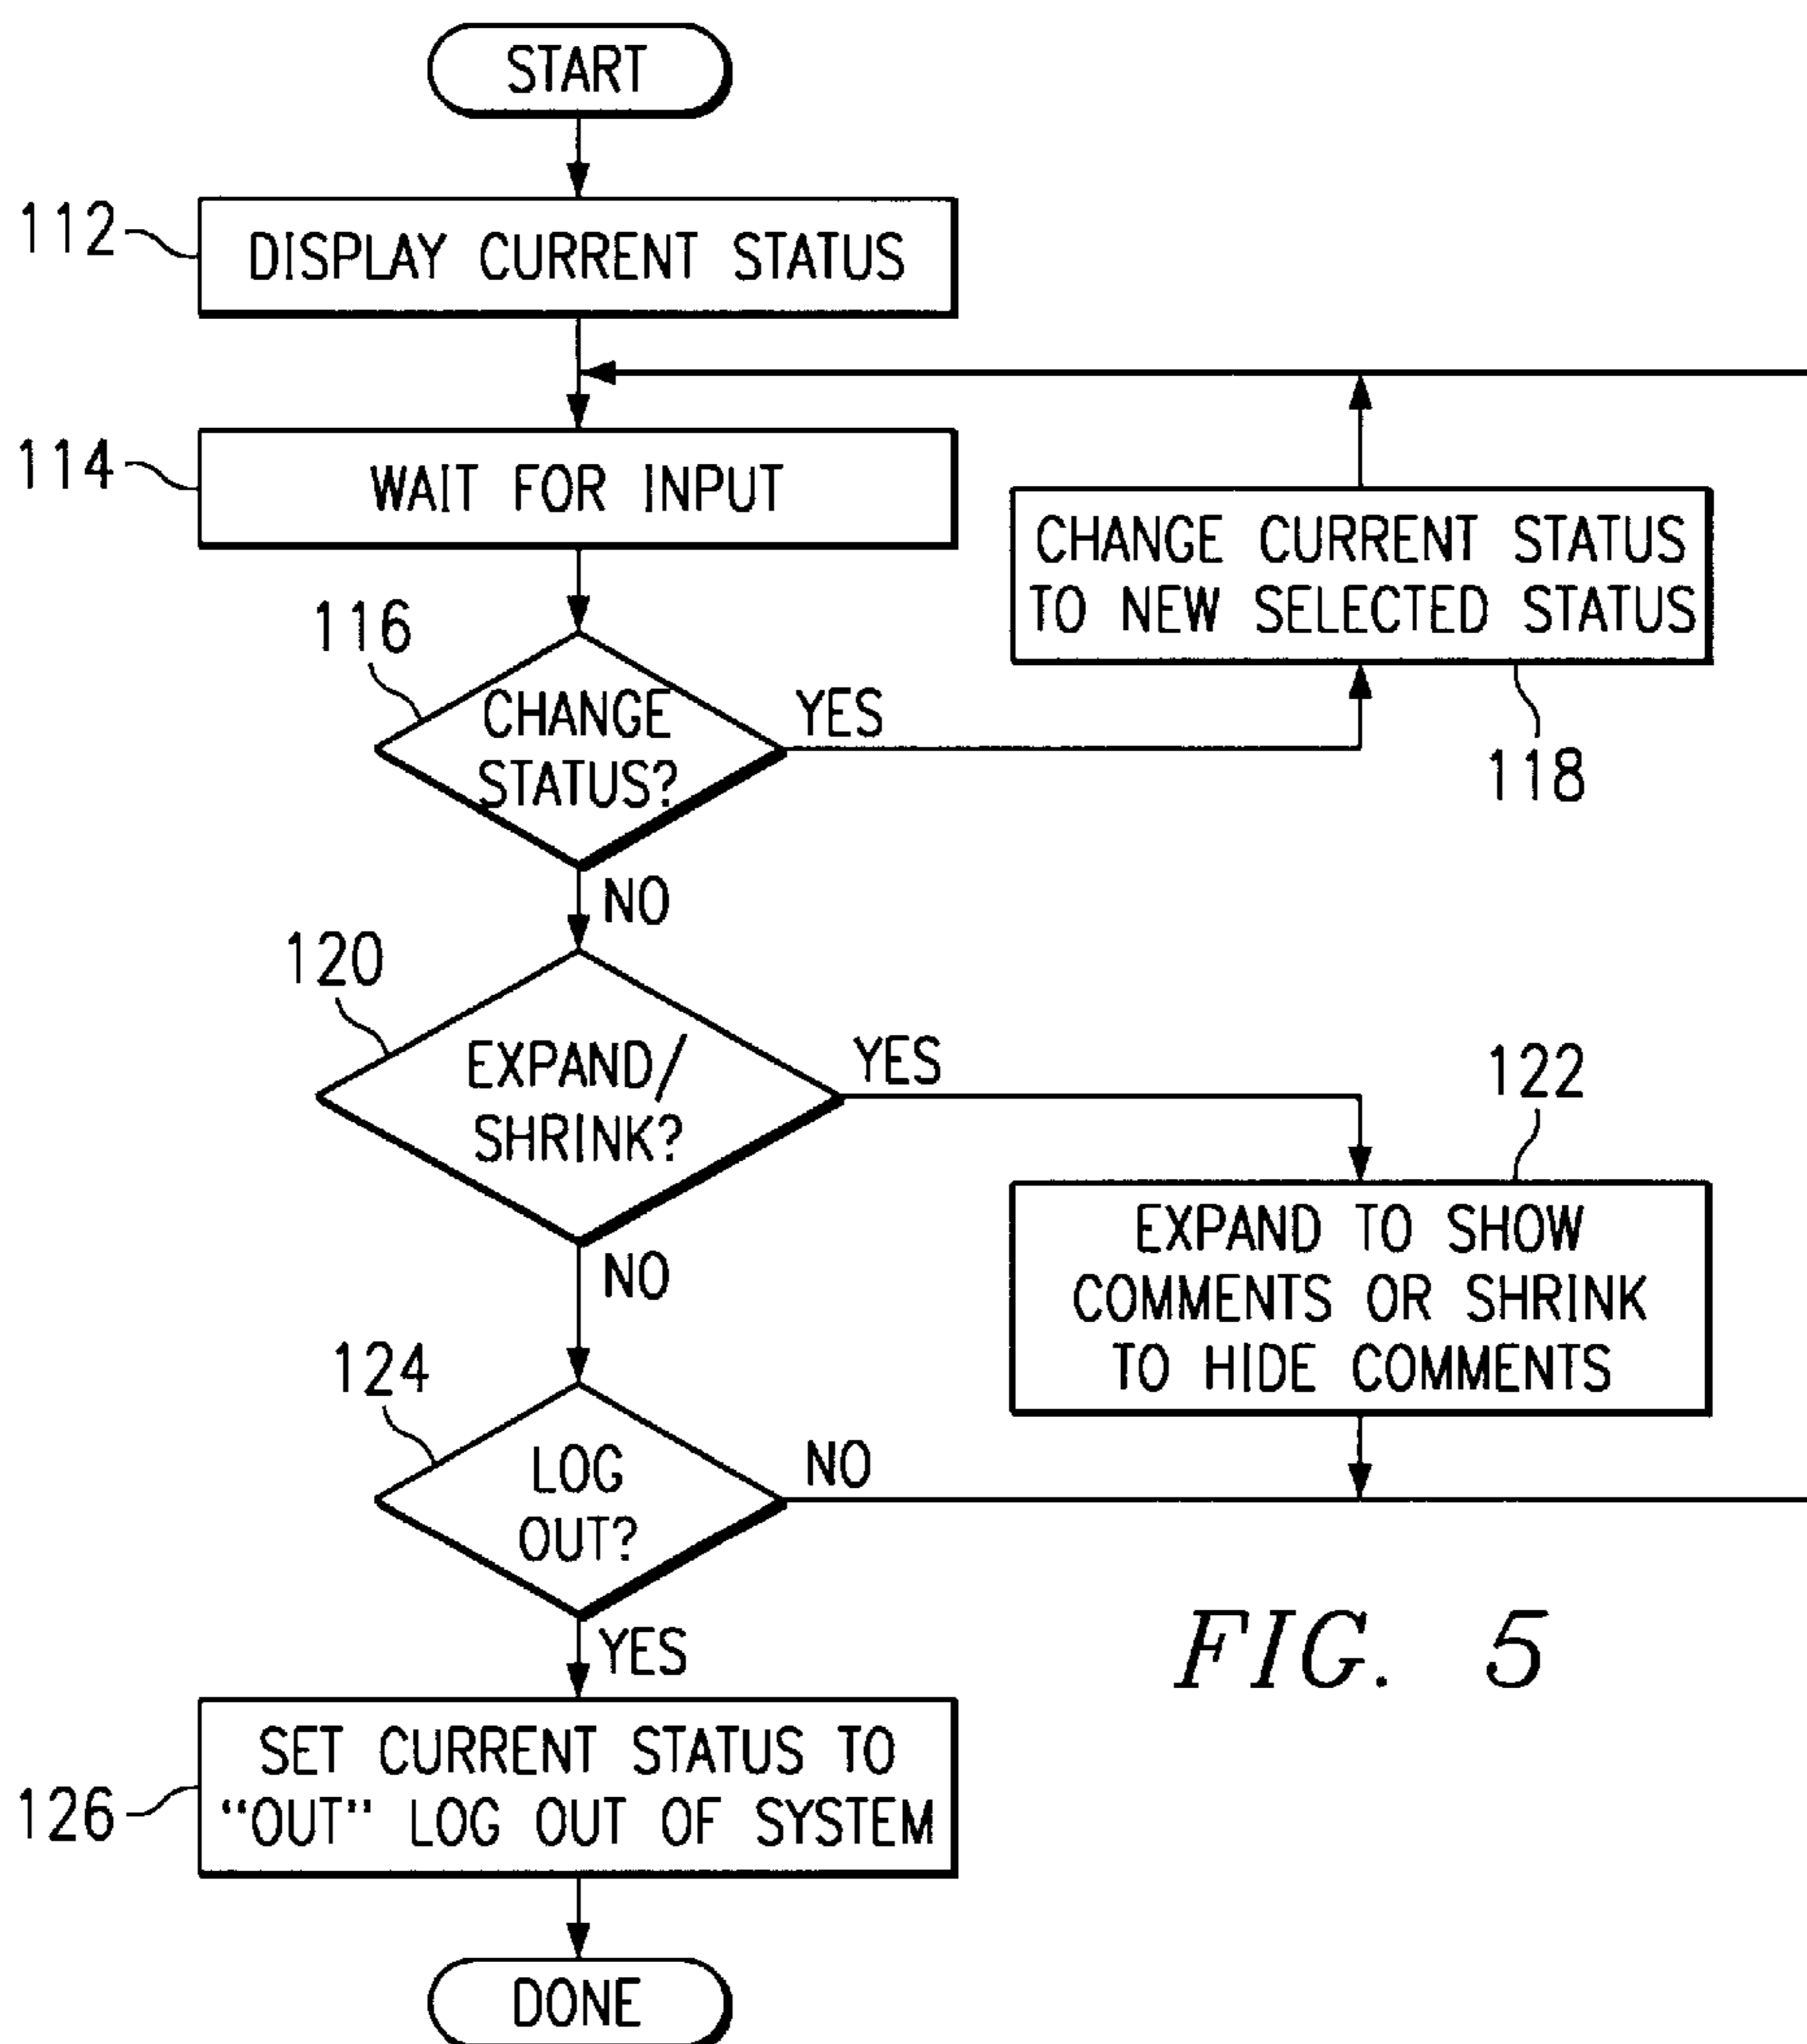 START
112
DISPLAY CURRENT STATUS
114
WAIT FOR INPUT
CHANGE CURRENT STATUS
TO NEW SELECTED STATUS
118
116
CHANGE
STATUS?
YES
NO
120
EXPAND/
SHRINK?
YES
122
EXPAND TO SHOW
COMMENTS OR SHRINK
TO HIDE COMMENTS
NO
124
LOG
OUT?
NO
YES
FIG. 5
126
SET CURRENT STATUS TO
“OUT” LOG OUT OF SYSTEM
DONE